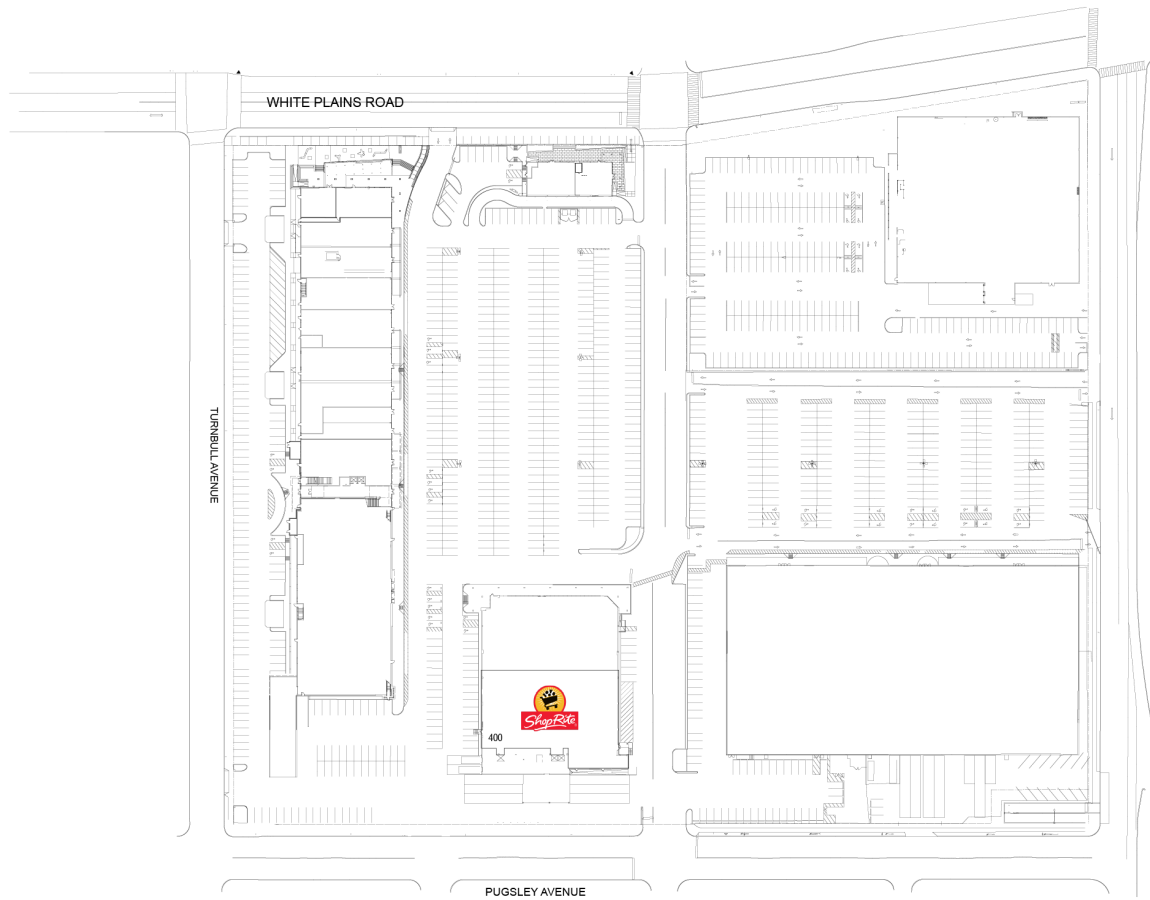 WHITE PLAINS ROAD
TURNBULL AVENUE
ShopRite
400
PUGSLEY AVENUE